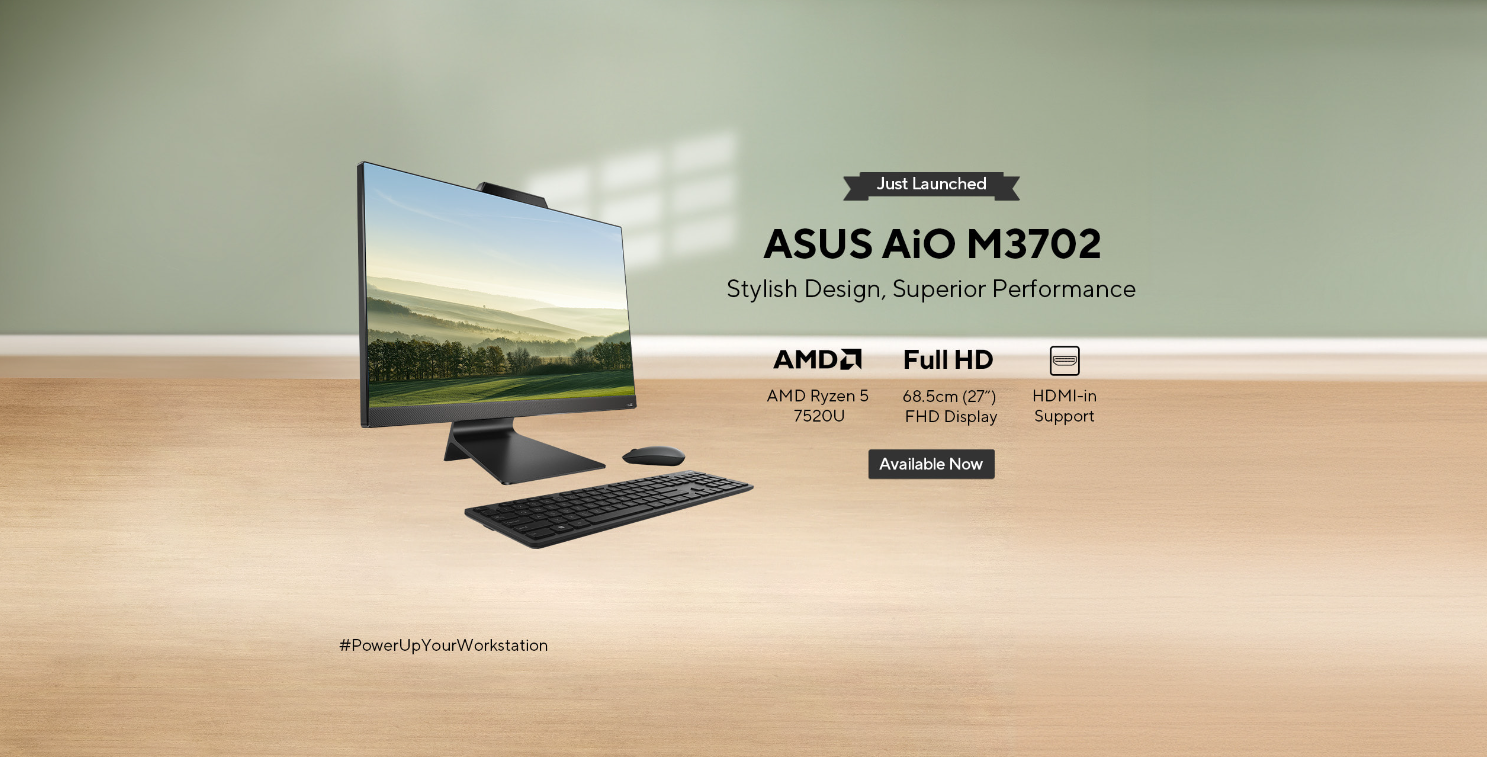 Just Launched
ASUS AiO M3702
Stylish Design, Superior Performance
AMD
Full HD
AMD Ryzen 5
7520U
68.5cm (27”)
FHD Display
HDMI-in
Support
Available Now
#PowerUpYourWorkstation